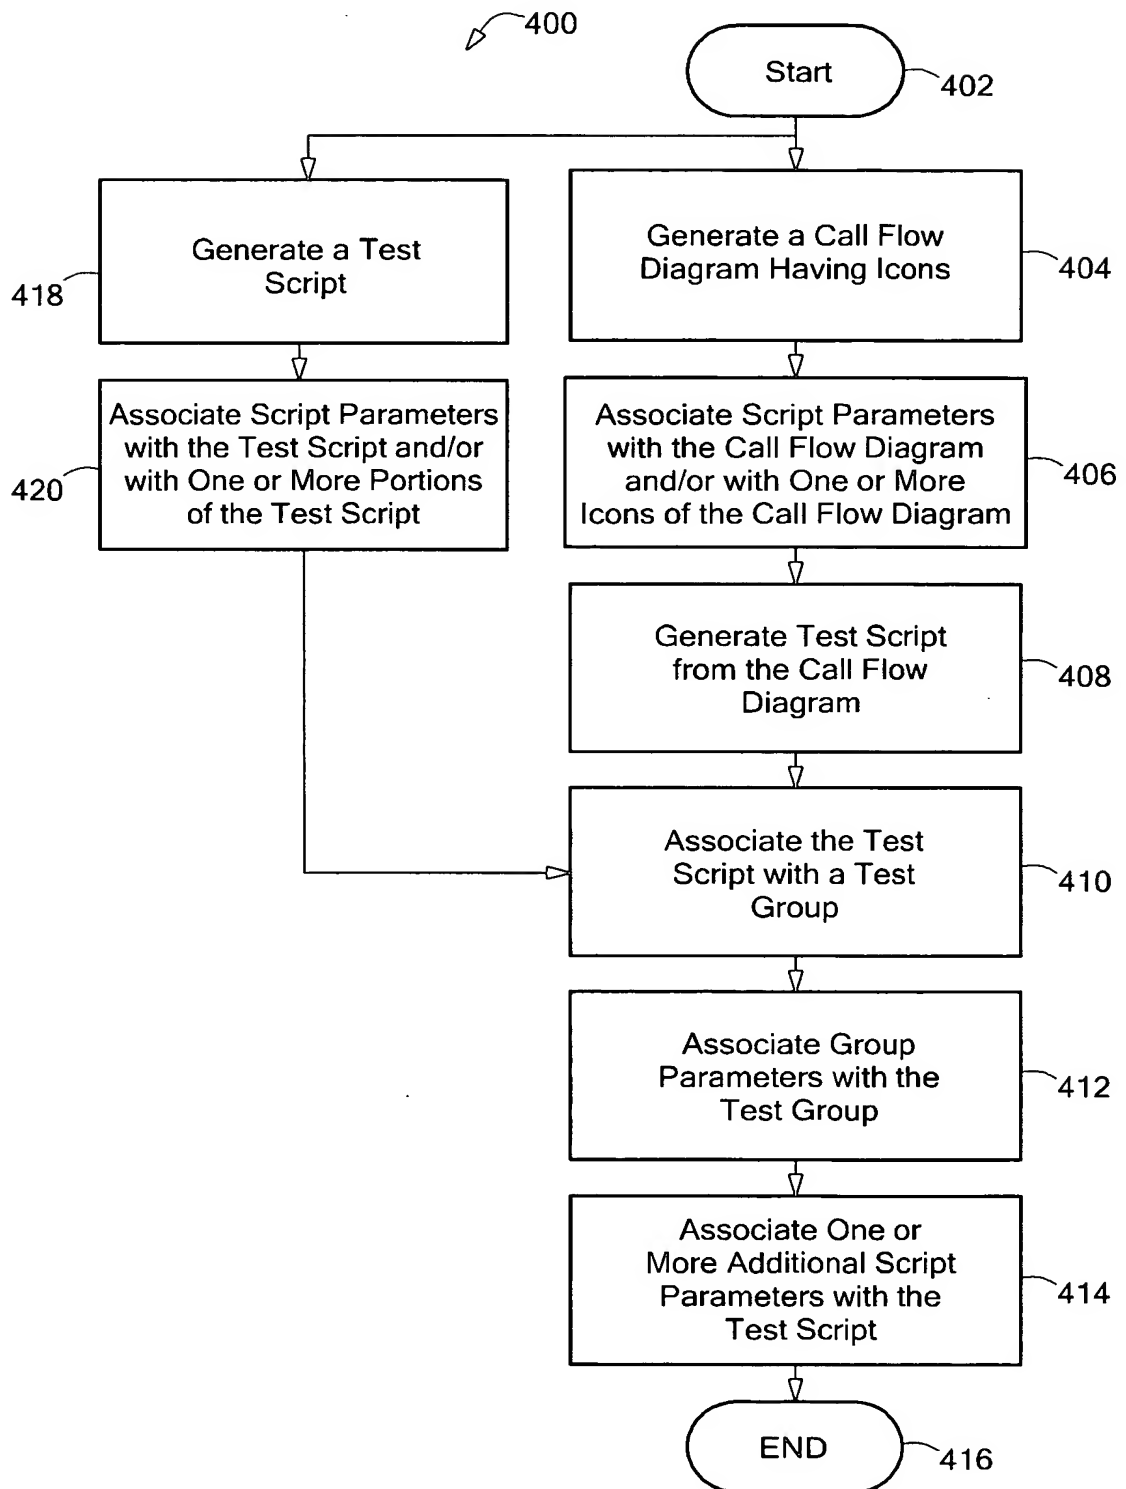 400
Start
402
Generate a Test
Script
418
Generate a Call Flow
Diagram Having Icons
404
Associate Script Parameters
with the Test Script and/or
with One or More Portions
of the Test Script
420
Associate Script Parameters
with the Call Flow Diagram
and/or with One or More
Icons of the Call Flow Diagram
406
Generate Test Script
from the Call Flow
Diagram
408
Associate the Test
Script with a Test
Group
410
Associate Group
Parameters with the
Test Group
412
Associate One or
More Additional Script
Parameters with the
Test Script
414
END
416